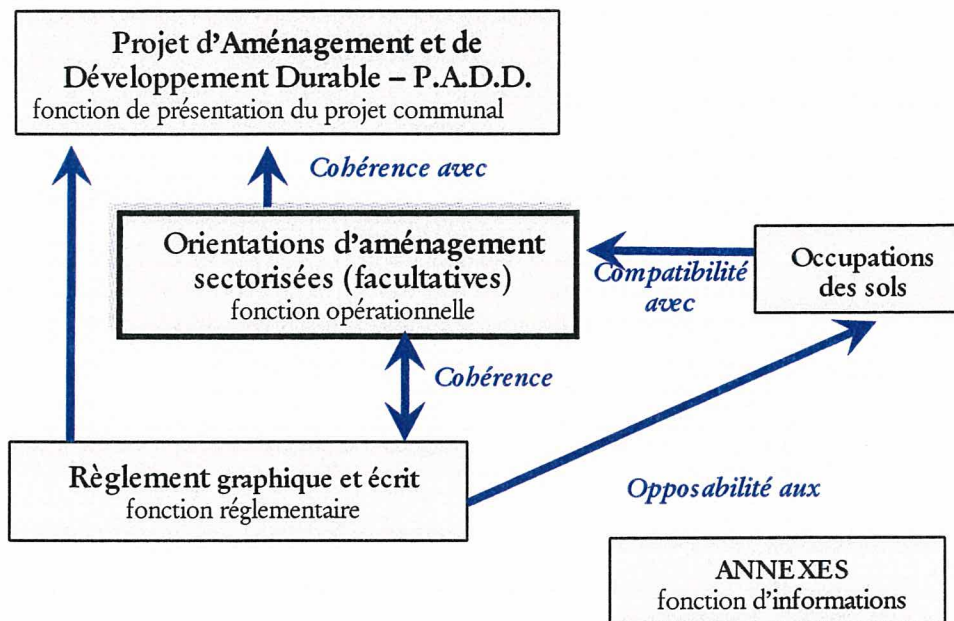 Projet d'Aménagement et de
Développement Durable – P.A.D.D.
fonction de présentation du projet communal
Cohérence avec
Orientations d'aménagement
sectorisées (facultatives)
fonction opérationnelle
Compatibilité
avec
Occupations
des sols
Cohérence
Règlement graphique et écrit
fonction réglementaire
Opposabilité aux
ANNEXES
fonction d'informations